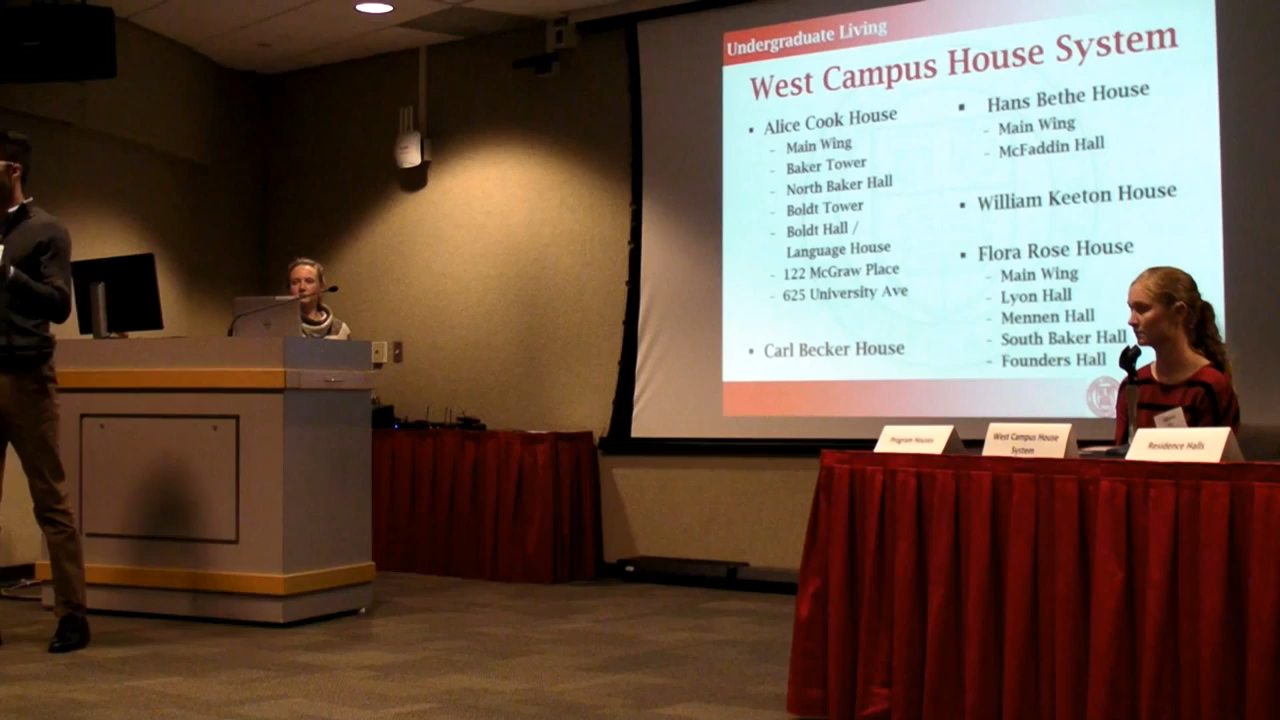 Undergraduate Living
West Campus House System
▪ Alice Cook House
- Main Wing
- Baker Tower
- North Baker Hall
- Boldt Tower
- Boldt Hall /
Language House
- 122 McGraw Place
- 625 University Ave
▪ Carl Becker House
▪ Hans Bethe House
- Main Wing
- McFaddin Hall
▪ William Keeton House
▪ Flora Rose House
- Main Wing
- Lyon Hall
- Mennen Hall
- South Baker Hall
- Founders Hall
Program Houses
West Campus House
System
Residence Halls